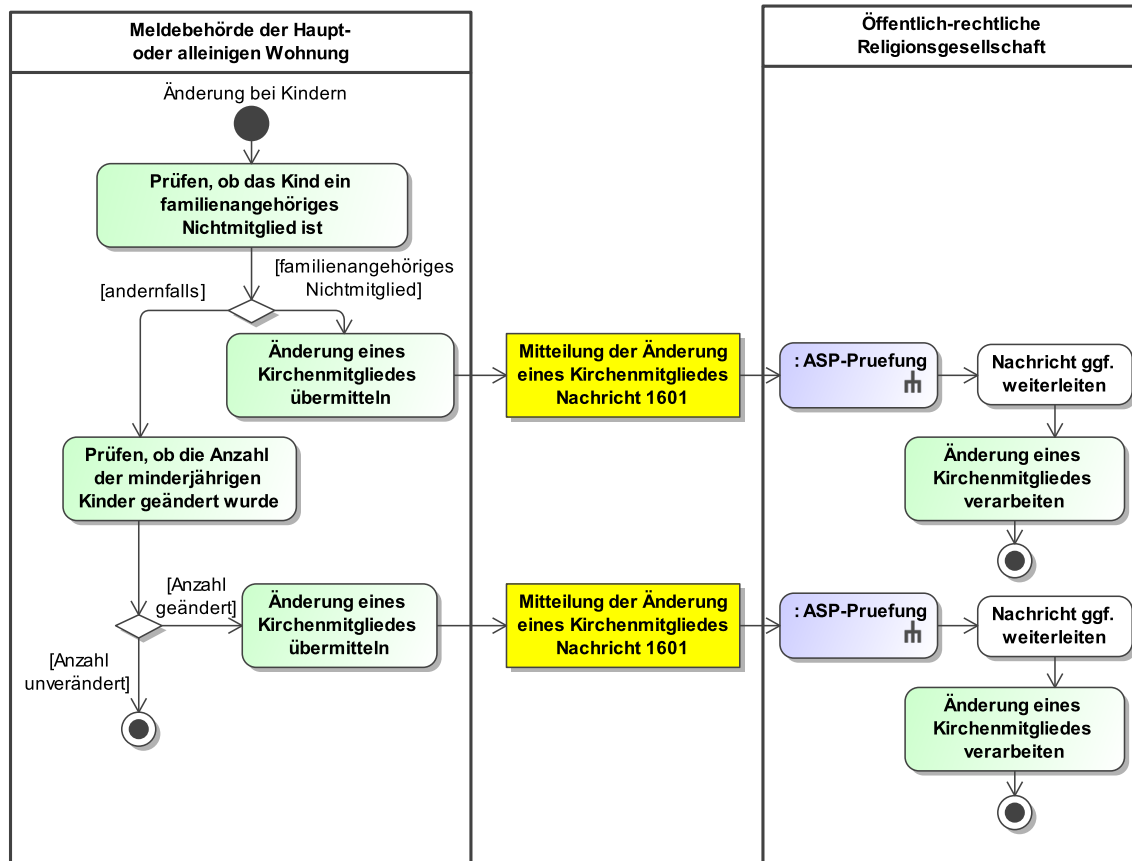 Meldebehörde der Haupt-
oder alleinigen Wohnung
Öffentlich-rechtliche
Religionsgesellschaft
Änderung bei Kindern
Prüfen, ob das Kind ein
familienangehöriges
Nichtmitglied ist
[familienangehöriges
Nichtmitglied]
[andernfalls]
Änderung eines
Kirchenmitgliedes
übermitteln
Mitteilung der Änderung
eines Kirchenmitgliedes
Nachricht 1601
: ASP-Pruefung
Nachricht ggf.
weiterleiten
Änderung eines
Kirchenmitgliedes
verarbeiten
Prüfen, ob die Anzahl
der minderjährigen
Kinder geändert wurde
[Anzahl
geändert]
Änderung eines
Kirchenmitgliedes
übermitteln
Mitteilung der Änderung
eines Kirchenmitgliedes
Nachricht 1601
: ASP-Pruefung
Nachricht ggf.
weiterleiten
[Anzahl
unverändert]
Änderung eines
Kirchenmitgliedes
verarbeiten